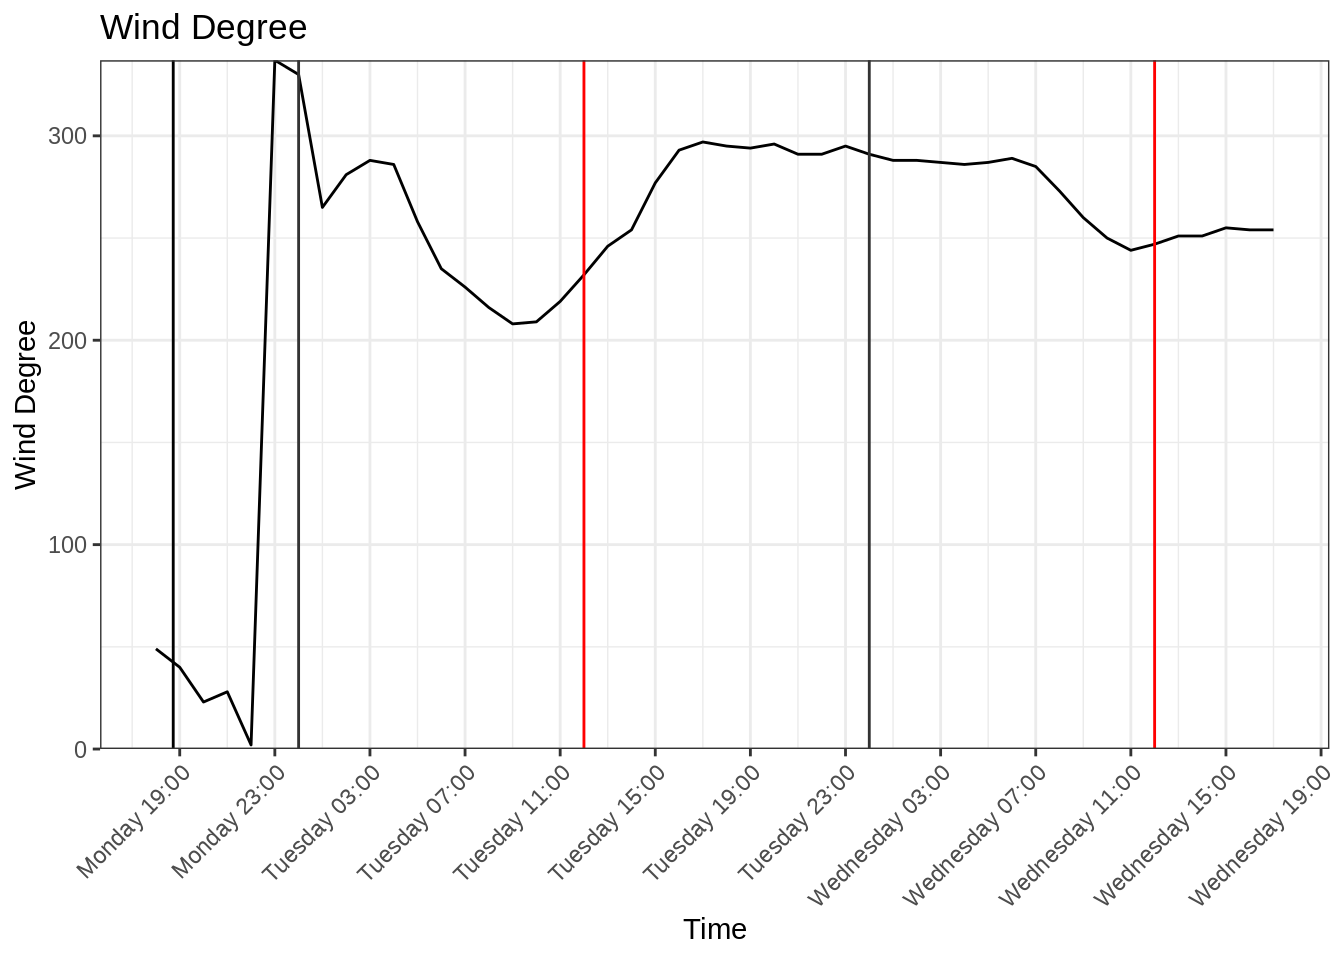 Wind Degree
Wind Degree
300
200
100
0
Monday 19:00
Monday 23:00
Tuesday 03:00
Tuesday 07:00
Tuesday 11:00
Tuesday 15:00
Tuesday 19:00
Tuesday 23:00
Wednesday 03:00
Wednesday 07:00
Wednesday 11:00
Wednesday 15:00
Wednesday 19:00
Time